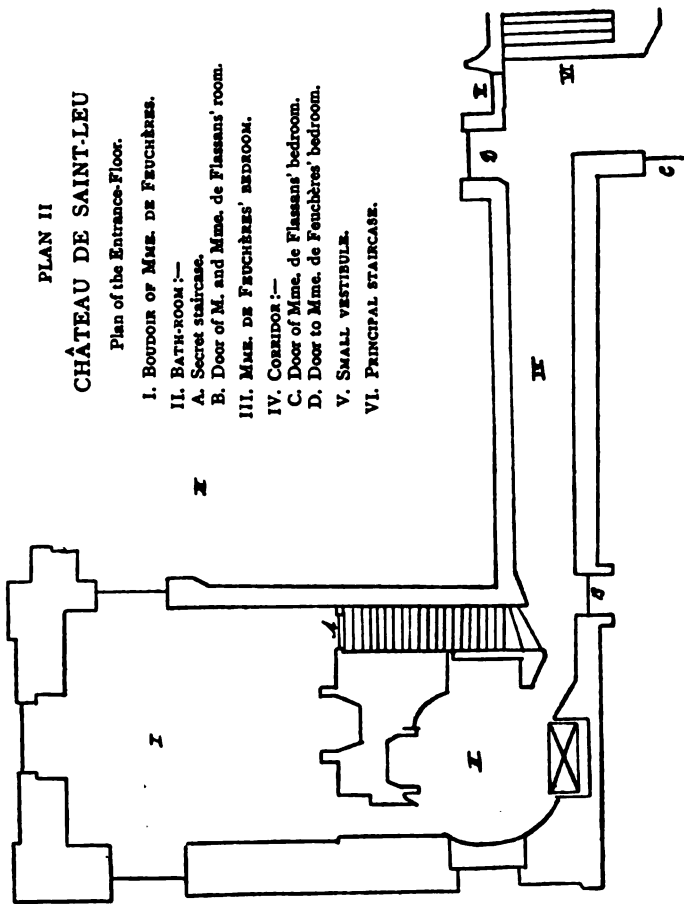 PLAN II
CHÂTEAU DE SAINT-LEU
Plan of the Entrance-Floor.
I. BOUDOIR OF MME. DE FEUCHÈRES.
II. BATH-ROOM:—
A. Secret staircase.
B. Door of M. and Mme. de Flassans' room.
III. MME. DE FEUCHÈRES' BEDROOM.
IV. CORRIDOR:—
C. Door of Mme. de Flassans' bedroom.
D. Door to Mme. de Feuchères' bedroom.
V. SMALL VESTIBULE.
VI. PRINCIPAL STAIRCASE.
I
A
II
IV
B
D
VI
C